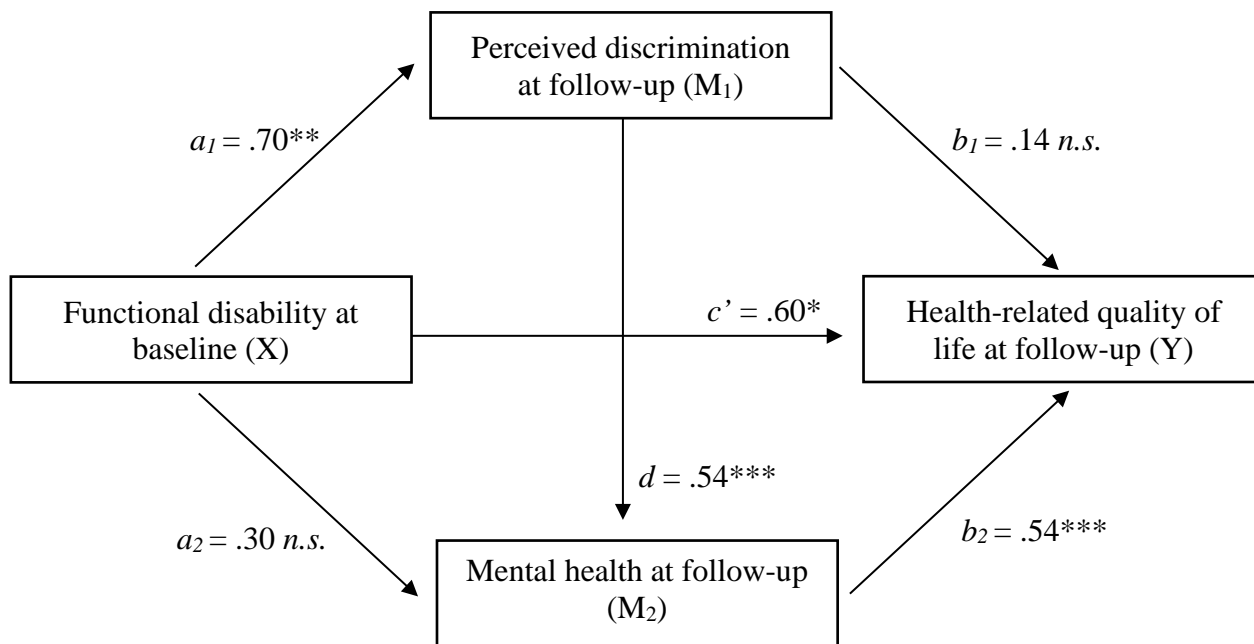 Perceived discrimination
at follow-up (M₁)
a₁ = .70**
b₁ = .14 n.s.
Functional disability at
baseline (X)
c’ = .60*
Health-related quality of
life at follow-up (Y)
d = .54***
a₂ = .30 n.s.
b₂ = .54***
Mental health at follow-up
(M₂)